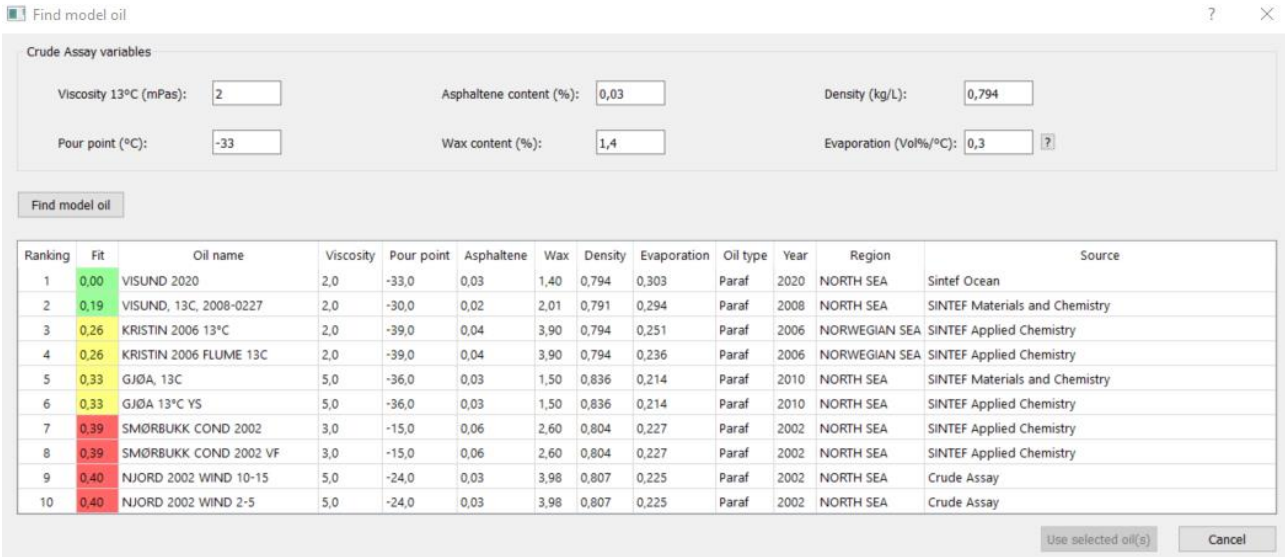 Find model oil ?
Crude Assay variables
Viscosity 13ºC (mPas): 2 Asphaltene content (%): 0,03 Density (kg/L): 0,794
Pour point (ºC): -33 Wax content (%): 1,4 Evaporation (Vol%/ºC): 0,3 ?
Find model oil
Ranking Fit Oil name Viscosity Pour point Asphaltene Wax Density Evaporation Oil type Year Region Source
1 0,00 VISUND 2020 2,0 -33,0 0,03 1,40 0,794 0,303 Paraf 2020 NORTH SEA Sintef Ocean
2 0,19 VISUND, 13C, 2008-0227 2,0 -30,0 0,02 2,01 0,791 0,294 Paraf 2008 NORTH SEA SINTEF Materials and Chemistry
3 0,26 KRISTIN 2006 13ºC 2,0 -39,0 0,04 3,90 0,794 0,251 Paraf 2006 NORWEGIAN SEA SINTEF Applied Chemistry
4 0,26 KRISTIN 2006 FLUME 13C 2,0 -39,0 0,04 3,90 0,794 0,236 Paraf 2006 NORWEGIAN SEA SINTEF Applied Chemistry
5 0,33 GJØA, 13C 5,0 -36,0 0,03 1,50 0,836 0,214 Paraf 2010 NORTH SEA SINTEF Materials and Chemistry
6 0,33 GJØA 13ºC YS 5,0 -36,0 0,03 1,50 0,836 0,214 Paraf 2010 NORTH SEA SINTEF Applied Chemistry
7 0,39 SMØRBUKK COND 2002 3,0 -15,0 0,06 2,60 0,804 0,227 Paraf 2002 NORTH SEA SINTEF Applied Chemistry
8 0,39 SMØRBUKK COND 2002 VF 3,0 -15,0 0,06 2,60 0,804 0,227 Paraf 2002 NORTH SEA SINTEF Applied Chemistry
9 0,40 NJORD 2002 WIND 10-15 5,0 -24,0 0,03 3,98 0,807 0,225 Paraf 2002 NORTH SEA Crude Assay
10 0,40 NJORD 2002 WIND 2-5 5,0 -24,0 0,03 3,98 0,807 0,225 Paraf 2002 NORTH SEA Crude Assay
Use selected oil(s) Cancel